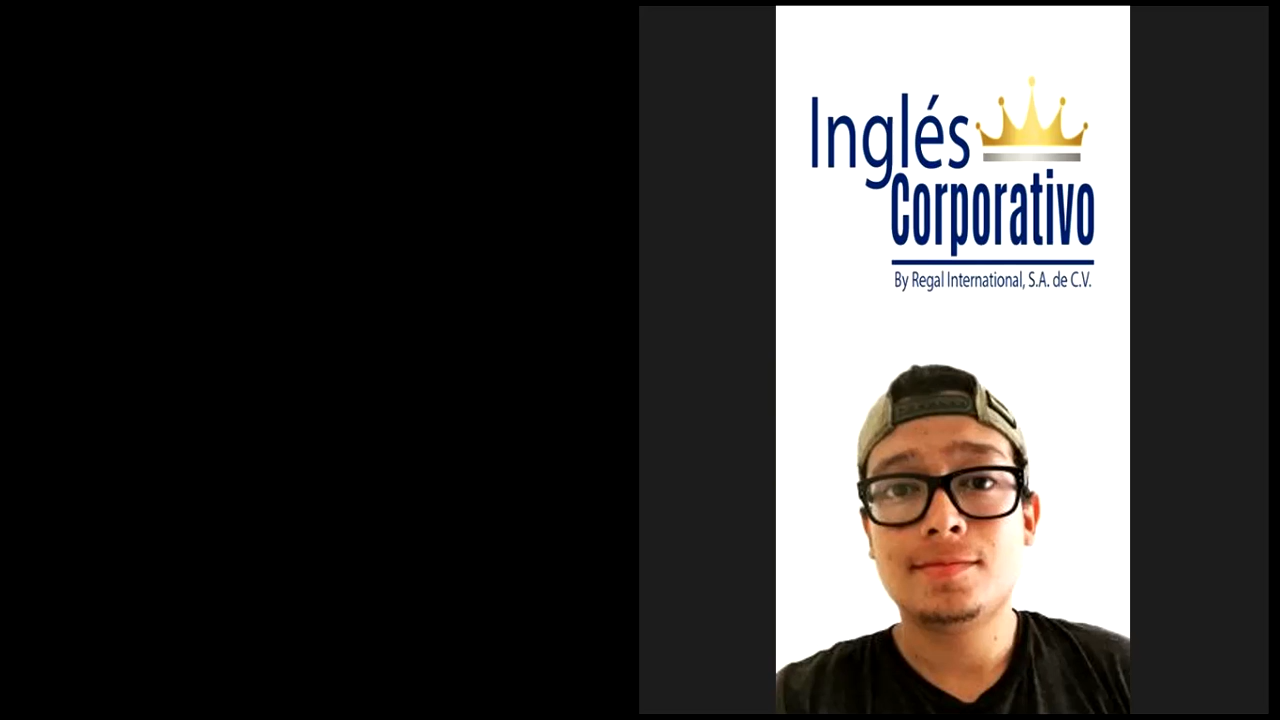 Inglés
Corporativo
By Regal International, S.A. de C.V.